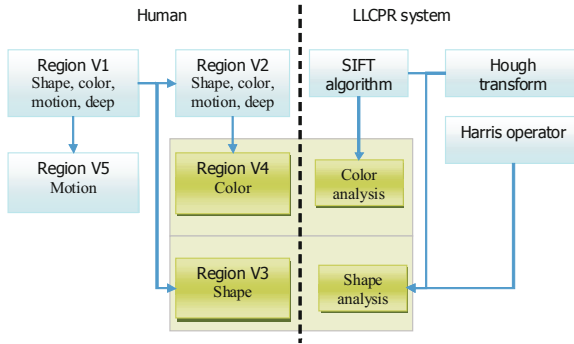 Human
LLCPR system
Region V1
Shape, color,
motion, deep
Region V2
Shape, color,
motion, deep
SIFT
algorithm
Hough
transform
Harris operator
Region V5
Motion
Region V4
Color
Color
analysis
Region V3
Shape
Shape
analysis